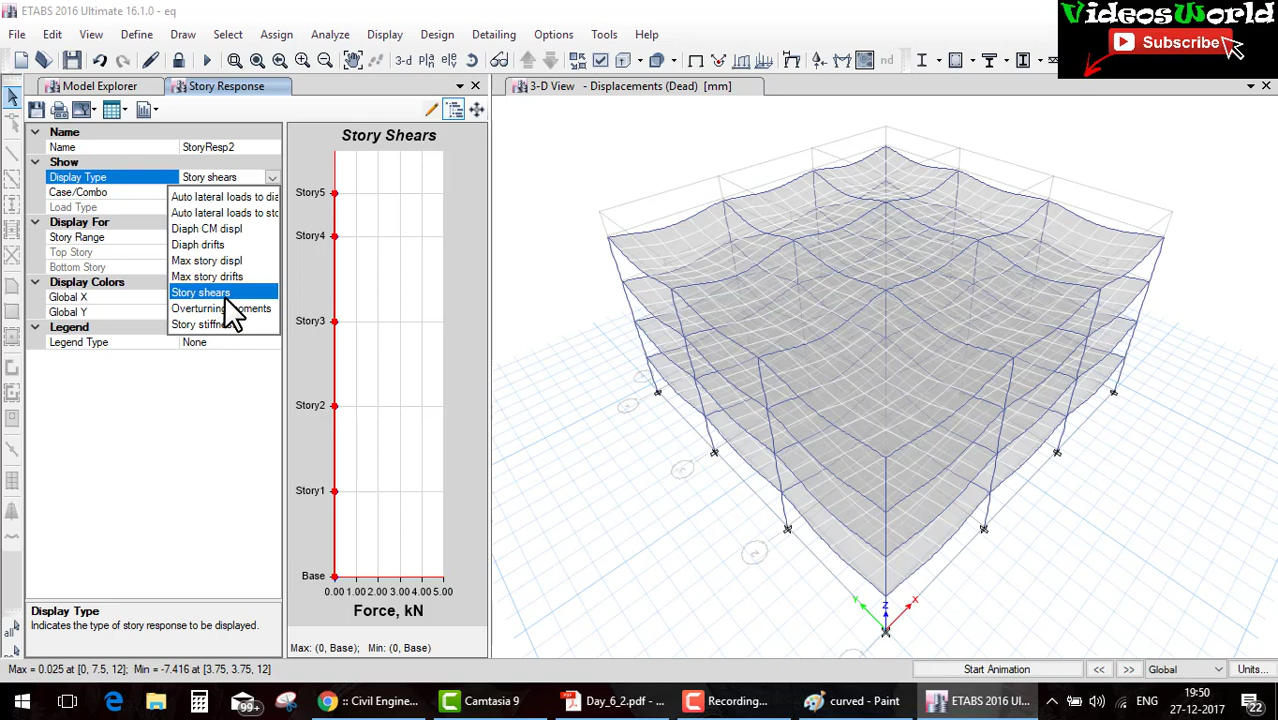 ETABS 2016 Ultimate 16.1.0 - eq
VideosWorld
Subscribe
File Edit View Define Draw Select Assign Analyze Display Design Detailing Options Tools Help
3-d nd
Model Explorer Story Response 3-D View - Displacements (Dead) [mm]
Name
Name StoryResp2
Show
Display Type Story shears
Case/Combo
Load Type
Display For
Story Range
Top Story
Bottom Story
Display Colors
Global X
Global Y
Legend
Legend Type None
Auto lateral loads to dia
Auto lateral loads to sto
Diaph CM displ
Diaph drifts
Max story displ
Max story drifts
Story shears
Overturning
Story
Story Shears
Story5
Story4
Story3
Story2
Story1
Base
0.00 1.00 2.00 3.00 4.00 5.00
Force, kN
Max: (0, Base); Min: (0, Base)
Y Z X
Display Type
Indicates the type of story response to be displayed.
all
Max = 0.025 at [0, 7.5, 12]; Min = -7.416 at [3.75, 3.75, 12]
Start Animation << >> Global Units...
99+
:: Civil Engine... Camtasia 9 Day_6_2.pdf - ... Recording... curved - Paint ETABS 2016 Ul...
ENG
19:50
27-12-2017
22